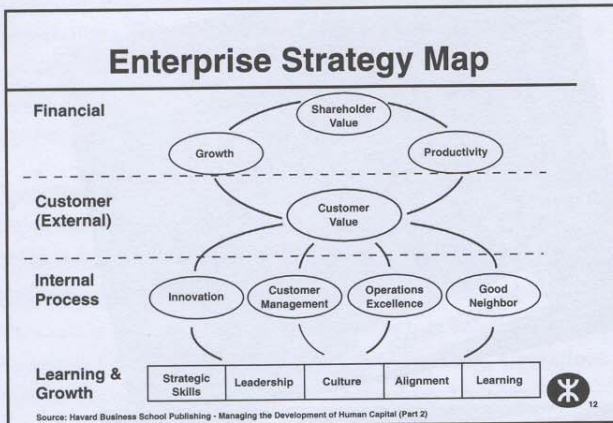 Enterprise Strategy Map
Financial
Shareholder
Value
Growth
Productivity
Customer
(External)
Customer
Value
Internal
Process
Innovation
Customer
Management
Operations
Excellence
Good
Neighbor
Learning &
Growth
Strategic
Skills
Leadership
Culture
Alignment
Learning
12
Source: Havard Business School Publishing - Managing the Development of Human Capital (Part 2)